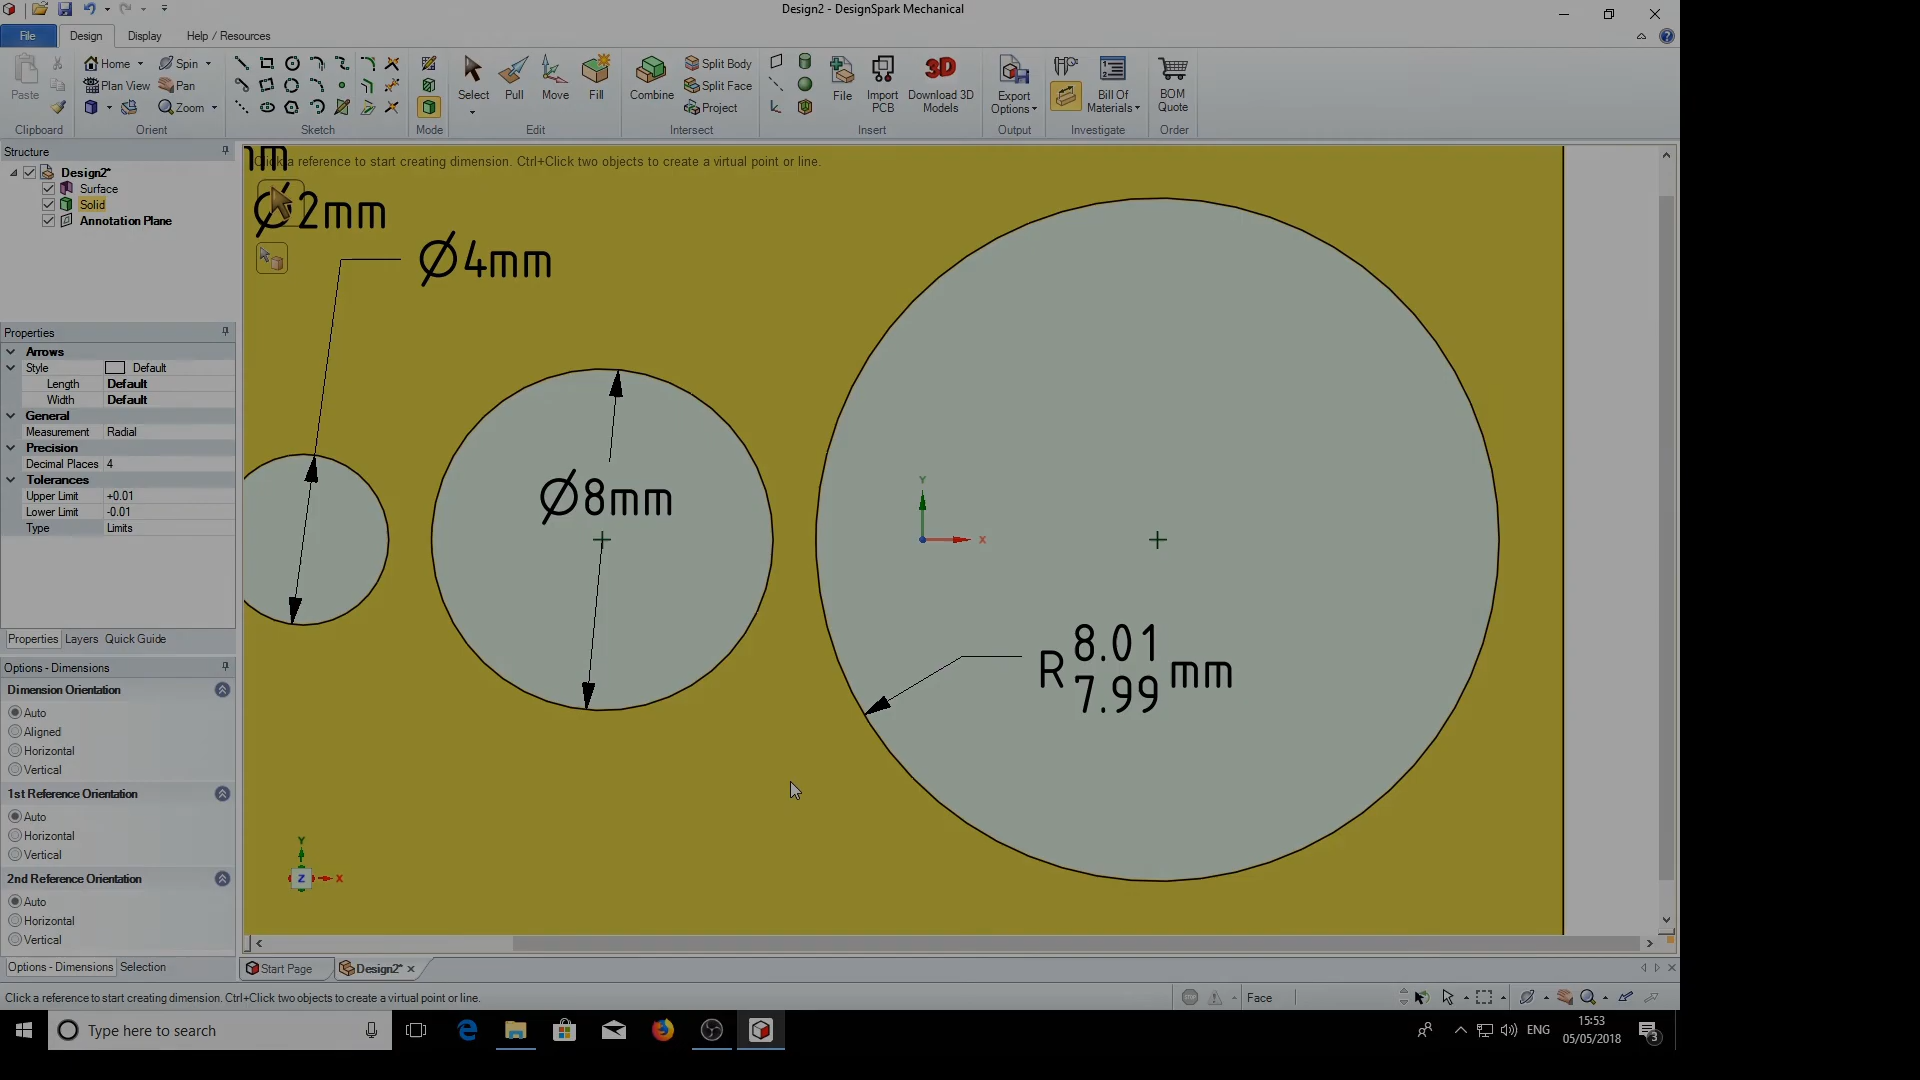 Design2 - DesignSpark Mechanical
File Design Display Help / Resources
Paste
Clipboard
Home
Plan View
Spin
Pan
Zoom
Orient
Sketch
Mode
Select
Pull
Move
Fill
Edit
Combine
Split Body
Split Face
Project
Intersect
File
Import PCB
Download 3D Models
Insert
Export Options
Output
Bill Of Materials
Investigate
BOM Quote
Order
Structure
Design2*
Surface
Solid
Annotation Plane
Properties
Arrows
Style Default
Length Default
Width Default
General
Measurement Radial
Precision
Decimal Places 4
Tolerances
Upper Limit +0.01
Lower Limit -0.01
Type Limits
Properties Layers Quick Guide
Options - Dimensions
Dimension Orientation
Auto
Aligned
Horizontal
Vertical
1st Reference Orientation
Auto
Horizontal
Vertical
2nd Reference Orientation
Auto
Horizontal
Vertical
Options - Dimensions Selection
Click a reference to start creating dimension. Ctrl+Click two objects to create a virtual point or line.
Ø2mm
Ø4mm
Ø8mm
Y
X
R 8.01 mm
7.99
Y
Z X
Start Page Design2*
Click a reference to start creating dimension. Ctrl+Click two objects to create a virtual point or line.
Face
Type here to search
ENG
15:53
05/05/2018
3